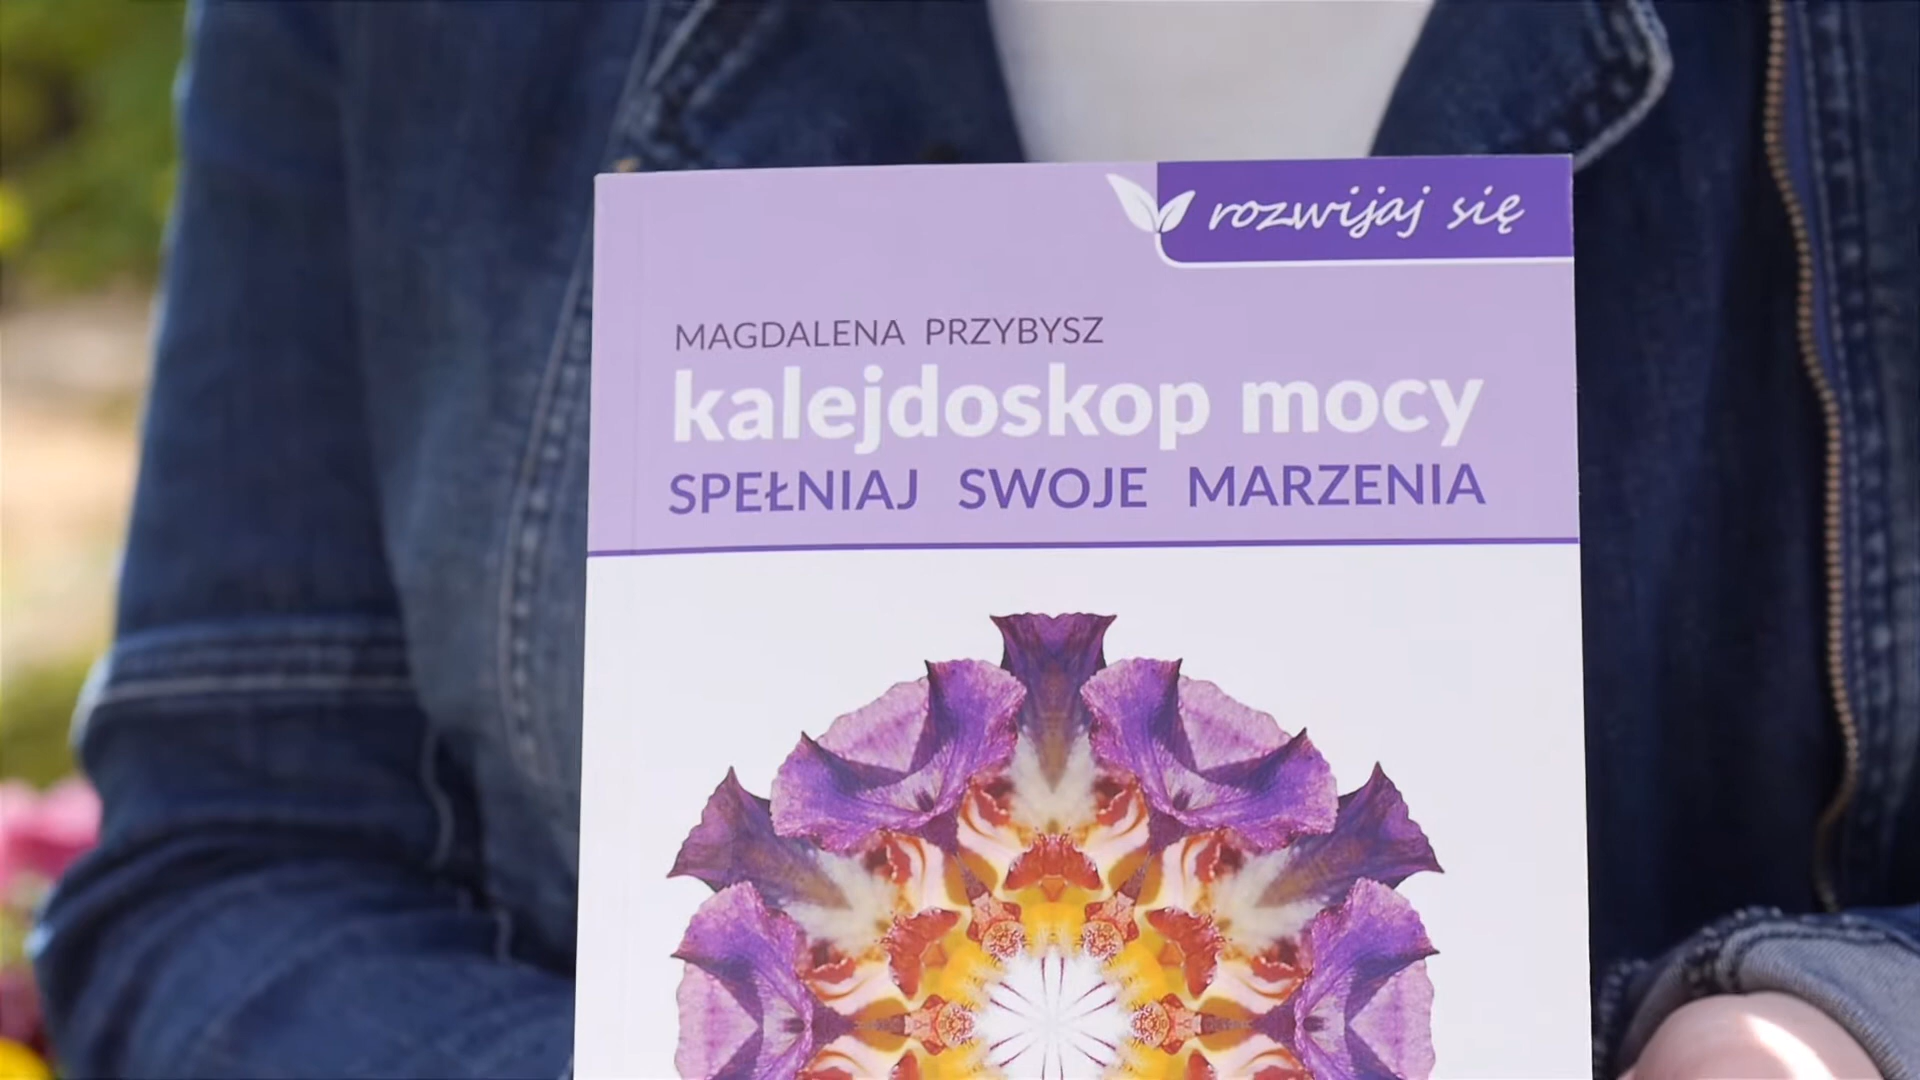 rozwijaj się
MAGDALENA PRZYBYSZ
kalejdoskop mocy
SPEŁNIAJ SWOJE MARZENIA